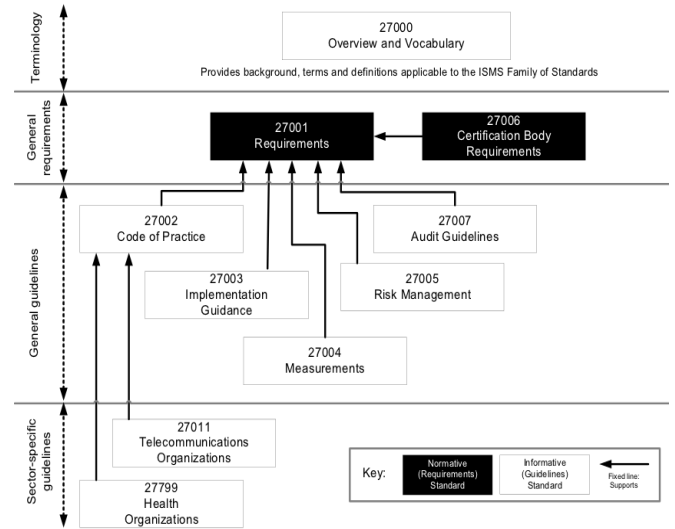 Terminology
27000
Overview and Vocabulary
Provides background, terms and definitions applicable to the ISMS Family of Standards
General
requirements
27001
Requirements
27006
Certification Body
Requirements
General guidelines
27002
Code of Practice
27007
Audit Guidelines
27003
Implementation
Guidance
27005
Risk Management
27004
Measurements
Sector-specific
guidelines
27011
Telecommunications
Organizations
27799
Health
Organizations
Key:
Normative
(Requirements)
Standard
Informative
(Guidelines)
Standard
Fixed line:
Supports